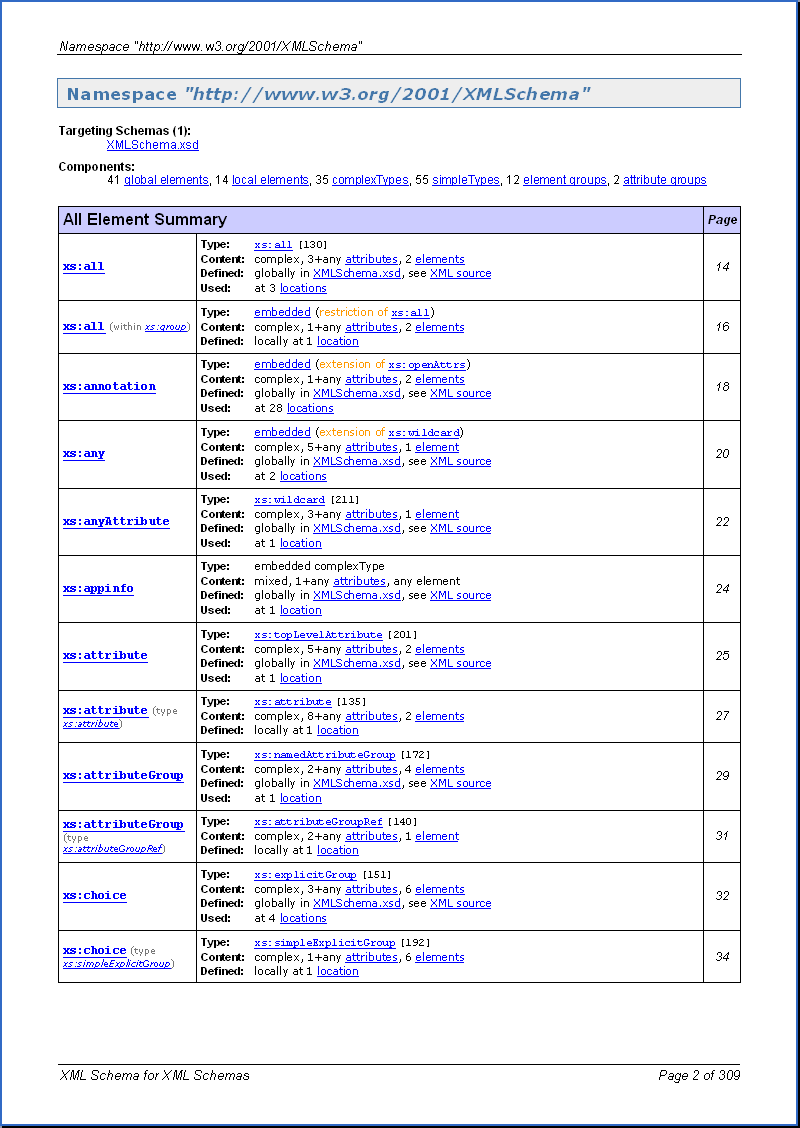 Namespace "http://www.w3.org/2001/XMLSchema"
Namespace "http://www.w3.org/2001/XMLSchema"
Targeting Schemas (1):
XMLSchema.xsd
Components:
41 global elements, 14 local elements, 35 complexTypes, 55 simpleTypes, 12 element groups, 2 attribute groups
All Element Summary Page
xs:all
Type: xs:all [130]
Content: complex, 3+any attributes, 2 elements
Defined: globally in XMLSchema.xsd, see XML source
Used: at 3 locations
14
xs:all (within xs:group)
Type: embedded (restriction of xs:all)
Content: complex, 1+any attributes, 2 elements
Defined: locally at 1 location
16
xs:annotation
Type: embedded (extension of xs:openAttrs)
Content: complex, 1+any attributes, 2 elements
Defined: globally in XMLSchema.xsd, see XML source
Used: at 28 locations
18
xs:any
Type: embedded (extension of xs:wildcard)
Content: complex, 5+any attributes, 1 element
Defined: globally in XMLSchema.xsd, see XML source
Used: at 2 locations
20
xs:anyAttribute
Type: xs:wildcard [211]
Content: complex, 3+any attributes, 1 element
Defined: globally in XMLSchema.xsd, see XML source
Used: at 1 location
22
xs:appinfo
Type: embedded complexType
Content: mixed, 1+any attributes, any element
Defined: globally in XMLSchema.xsd, see XML source
Used: at 1 location
24
xs:attribute
Type: xs:topLevelAttribute [201]
Content: complex, 5+any attributes, 2 elements
Defined: globally in XMLSchema.xsd, see XML source
Used: at 1 location
25
xs:attribute (type
xs:attribute)
Type: xs:attribute [135]
Content: complex, 8+any attributes, 2 elements
Defined: locally at 1 location
27
xs:attributeGroup
Type: xs:namedAttributeGroup [172]
Content: complex, 2+any attributes, 4 elements
Defined: globally in XMLSchema.xsd, see XML source
Used: at 1 location
29
xs:attributeGroup
(type
xs:attributeGroupRef)
Type: xs:attributeGroupRef [140]
Content: complex, 2+any attributes, 1 element
Defined: locally at 1 location
31
xs:choice
Type: xs:explicitGroup [151]
Content: complex, 3+any attributes, 6 elements
Defined: globally in XMLSchema.xsd, see XML source
Used: at 4 locations
32
xs:choice (type
xs:simpleExplicitGroup)
Type: xs:simpleExplicitGroup [192]
Content: complex, 1+any attributes, 6 elements
Defined: locally at 1 location
34
XML Schema for XML Schemas Page 2 of 309